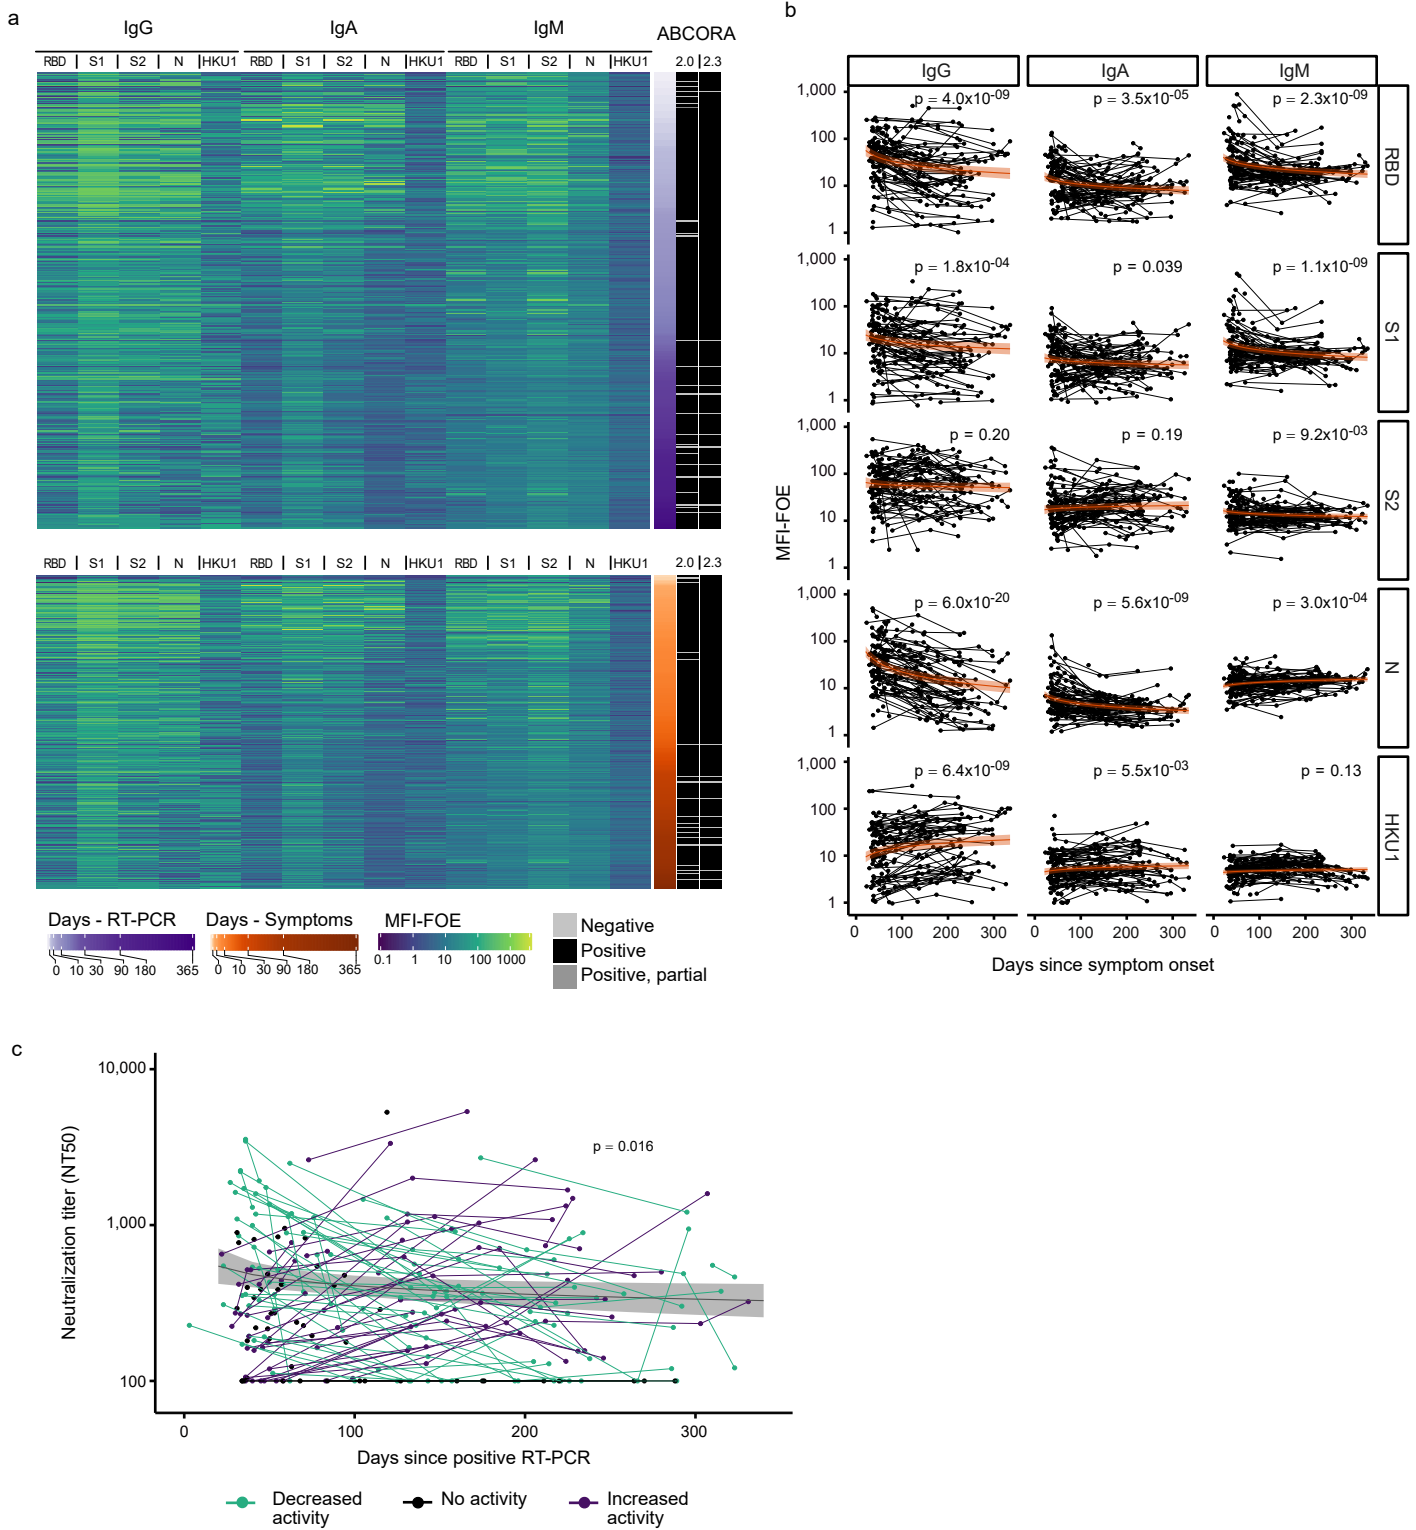 a
IgG IgA IgM ABCORA
RBD | S1 | S2 | N | HKU1 | RBD | S1 | S2 | N | HKU1 | RBD | S1 | S2 | N | HKU1 2.0 | 2.3
RBD | S1 | S2 | N | HKU1 | RBD | S1 | S2 | N | HKU1 | RBD | S1 | S2 | N | HKU1 2.0 | 2.3
Days - RT-PCR
0 10 30 90 180 365
Days - Symptoms
0 10 30 90 180 365
MFI-FOE
0.1 1 10 100 1000
Negative
Positive
Positive, partial
b
IgG IgA IgM
1,000 p = 4.0x10-09 p = 3.5x10-05 p = 2.3x10-09
100
10
1
RBD
1,000 p = 1.8x10-04 p = 0.039 p = 1.1x10-09
100
10
1
S1
1,000 p = 0.20 p = 0.19 p = 9.2x10-03
100
10
1
S2
MFI-FOE
1,000 p = 6.0x10-20 p = 5.6x10-09 p = 3.0x10-04
100
10
1
N
1,000 p = 6.4x10-09 p = 5.5x10-03 p = 0.13
100
10
1
HKU1
0 100 200 300 0 100 200 300 0 100 200 300
Days since symptom onset
c
Neutralization titer (NT50)
10,000
1,000
100
p = 0.016
0 100 200 300
Days since positive RT-PCR
Decreased activity
No activity
Increased activity